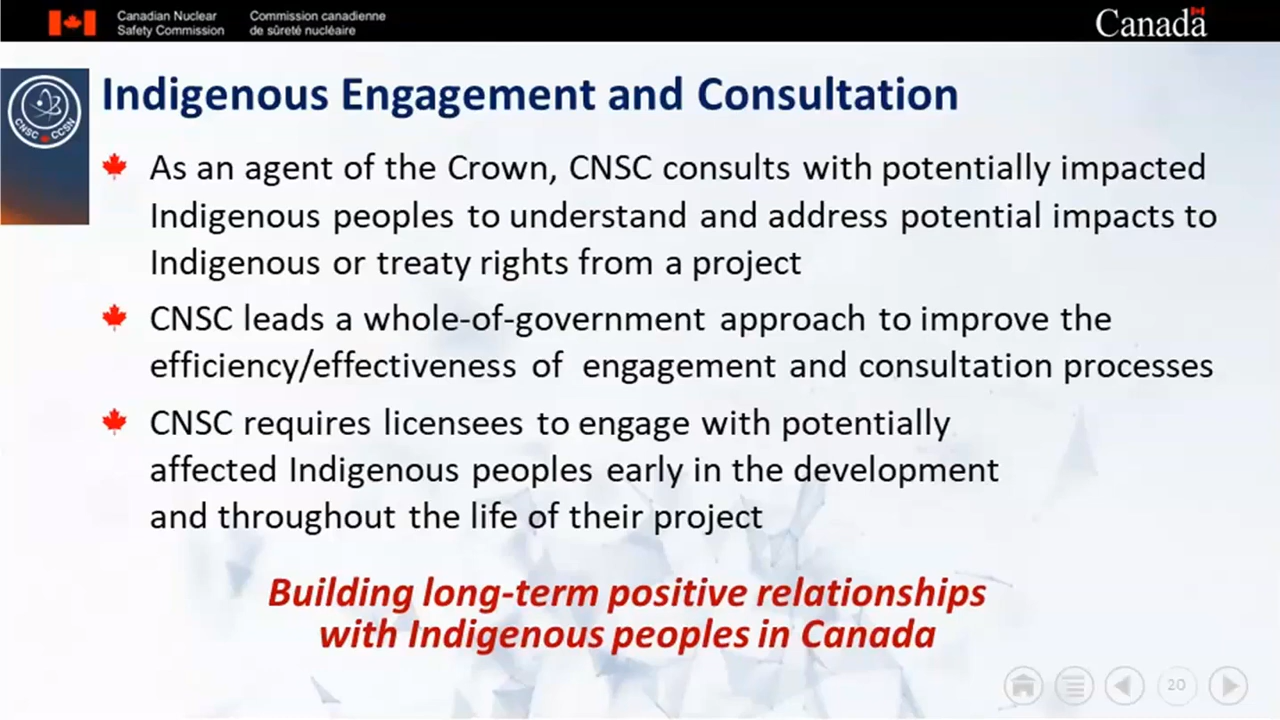 Canadian Nuclear
Safety Commission
Commission canadienne
de sûreté nucléaire
Canada
CNSC CCSN
Indigenous Engagement and Consultation
As an agent of the Crown, CNSC consults with potentially impacted
Indigenous peoples to understand and address potential impacts to
Indigenous or treaty rights from a project
CNSC leads a whole-of-government approach to improve the
efficiency/effectiveness of engagement and consultation processes
CNSC requires licensees to engage with potentially
affected Indigenous peoples early in the development
and throughout the life of their project
Building long-term positive relationships
with Indigenous peoples in Canada
20